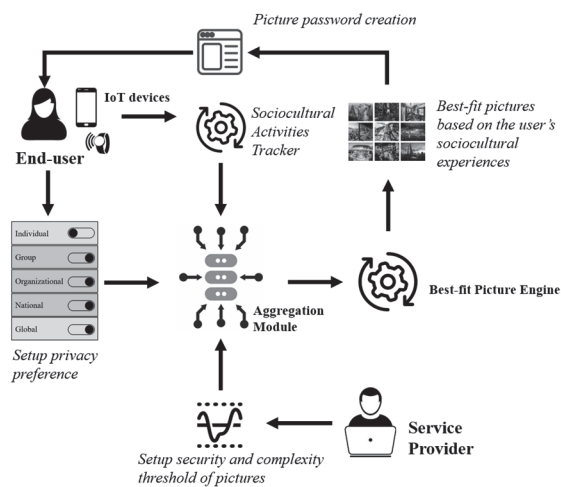 Picture password creation
IoT devices
End-user
Sociocultural
Activities
Tracker
Best-fit pictures
based on the user's
sociocultural
experiences
Individual
Group
Organizational
National
Global
Setup privacy
preference
Aggregation
Module
Best-fit Picture Engine
Service
Provider
Setup security and complexity
threshold of pictures